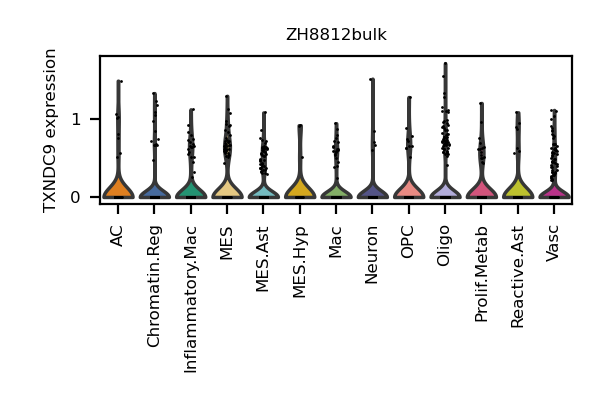 ZH8812bulk
TXNDC9 expression
1
0
AC
Chromatin.Reg
Inflammatory.Mac
MES
MES.Ast
MES.Hyp
Mac
Neuron
OPC
Oligo
Prolif.Metab
Reactive.Ast
Vasc